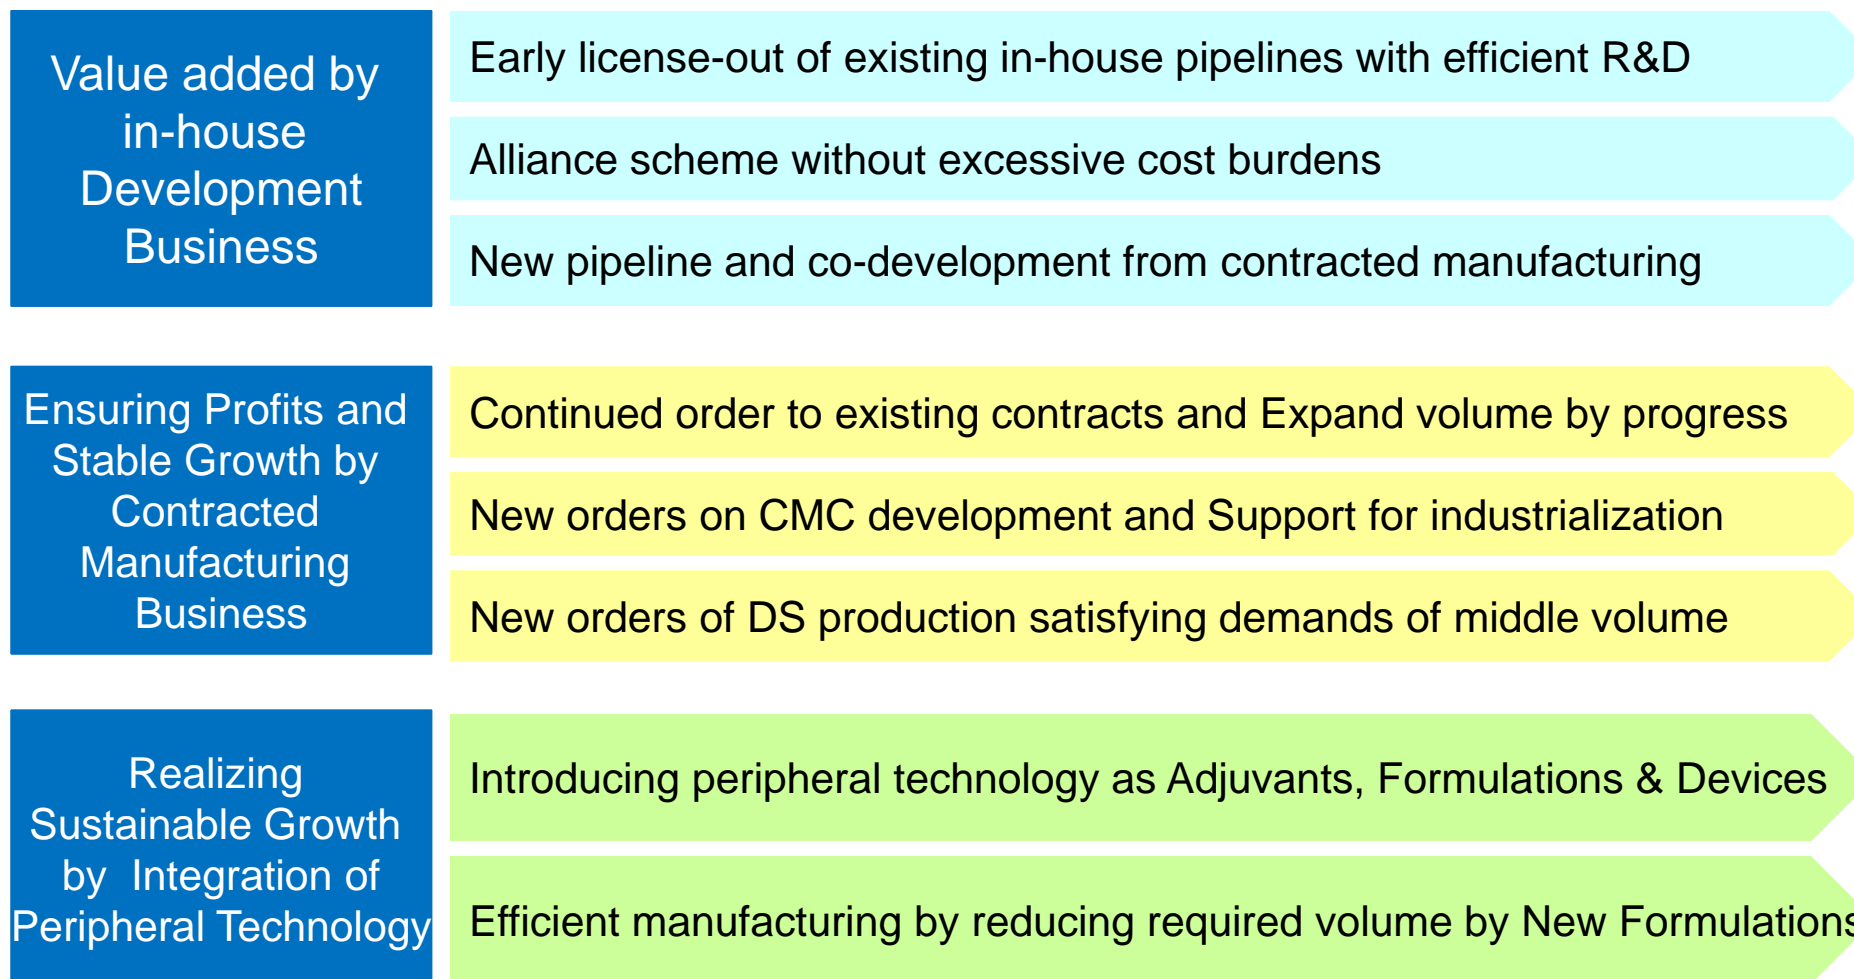 Value added by
in-house
Development
Business
Early license-out of existing in-house pipelines with efficient R&D
Alliance scheme without excessive cost burdens
New pipeline and co-development from contracted manufacturing
Ensuring Profits and
Stable Growth by
Contracted
Manufacturing
Business
Continued order to existing contracts and Expand volume by progress
New orders on CMC development and Support for industrialization
New orders of DS production satisfying demands of middle volume
Realizing
Sustainable Growth
by Integration of
Peripheral Technology
Introducing peripheral technology as Adjuvants, Formulations & Devices
Efficient manufacturing by reducing required volume by New Formulations